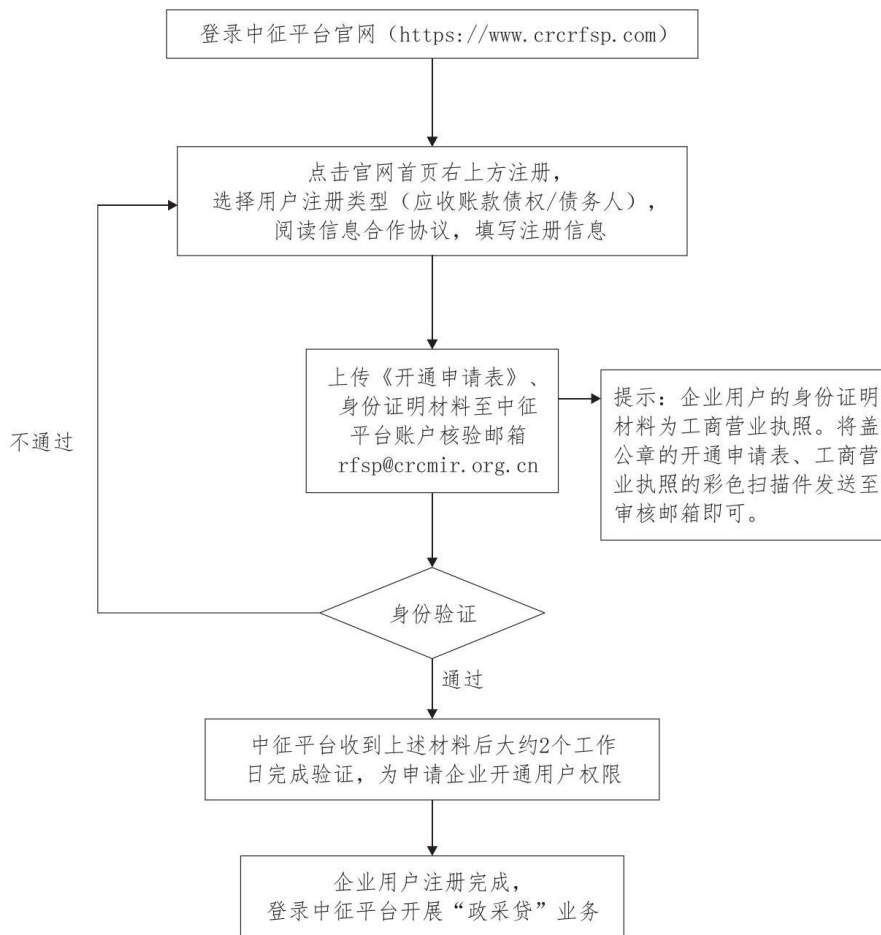 登录中征平台官网（https://www.crcrfsp.com）
点击官网首页右上方注册，
选择用户注册类型（应收账款债权/债务人），
阅读信息合作协议，填写注册信息
上传《开通申请表》、
身份证明材料至中征
平台账户核验邮箱
rfsp@crcmir.org.cn
提示：企业用户的身份证明
材料为工商营业执照。将盖
公章的开通申请表、工商营
业执照的彩色扫描件发送至
审核邮箱即可。
不通过
身份验证
通过
中征平台收到上述材料后大约2个工作
日完成验证，为申请企业开通用户权限
企业用户注册完成，
登录中征平台开展“政采贷”业务